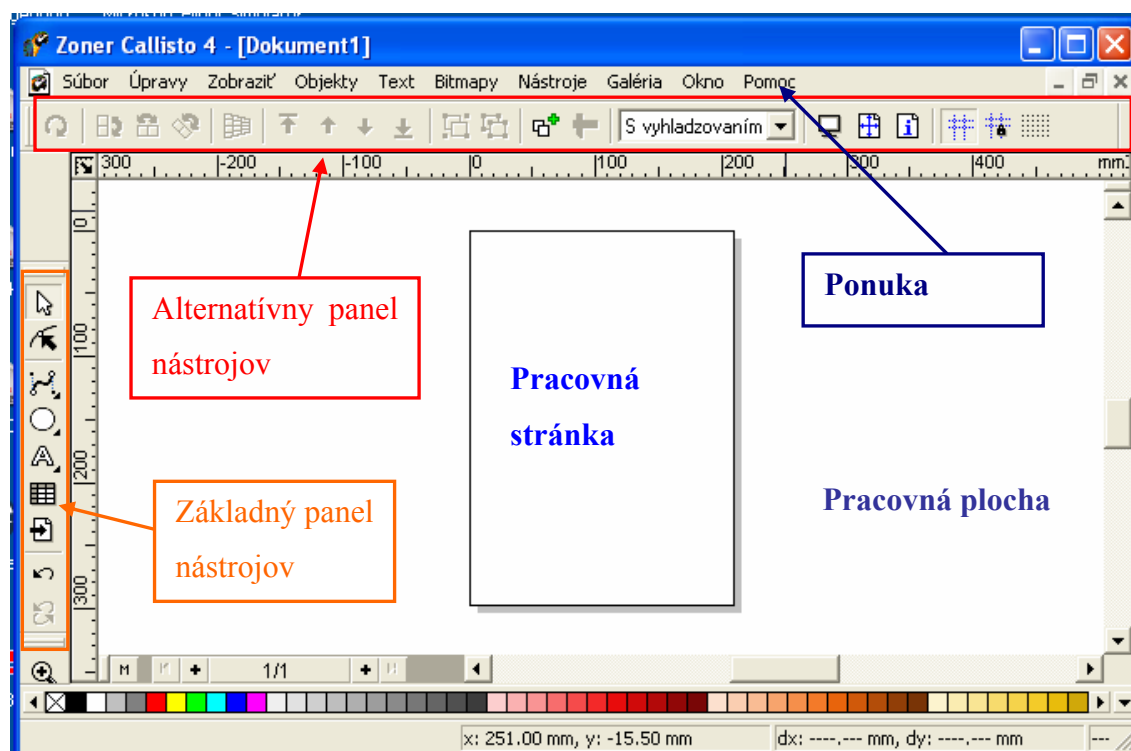 Zoner Callisto 4 - [Dokument1]
Súbor Úpravy Zobraziť Objekty Text Bitmapy Nástroje Galéria Okno Pomoc
S vyhladzovaním
300 -200 -100 0 100 200 300 400 mm
0
100
200
300
Alternatívny panel
nástrojov
Ponuka
Pracovná
stránka
Pracovná plocha
Základný panel
nástrojov
M 1/1
x: 251.00 mm, y: -15.50 mm dx: ----.--- mm, dy: ----.--- mm ---